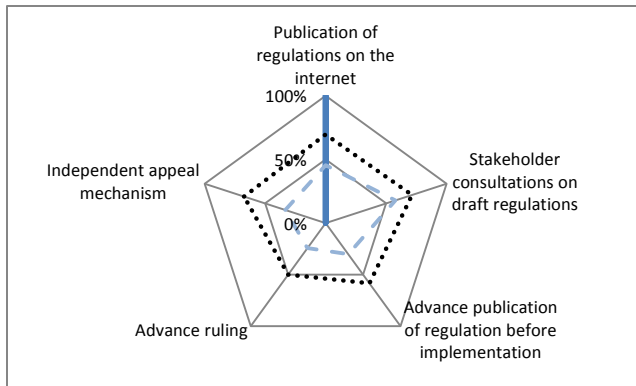 Publication of
regulations on the
internet
100%
50%
0%
Stakeholder
consultations on
draft regulations
Advance publication
of regulation before
implementation
Advance ruling
Independent appeal
mechanism